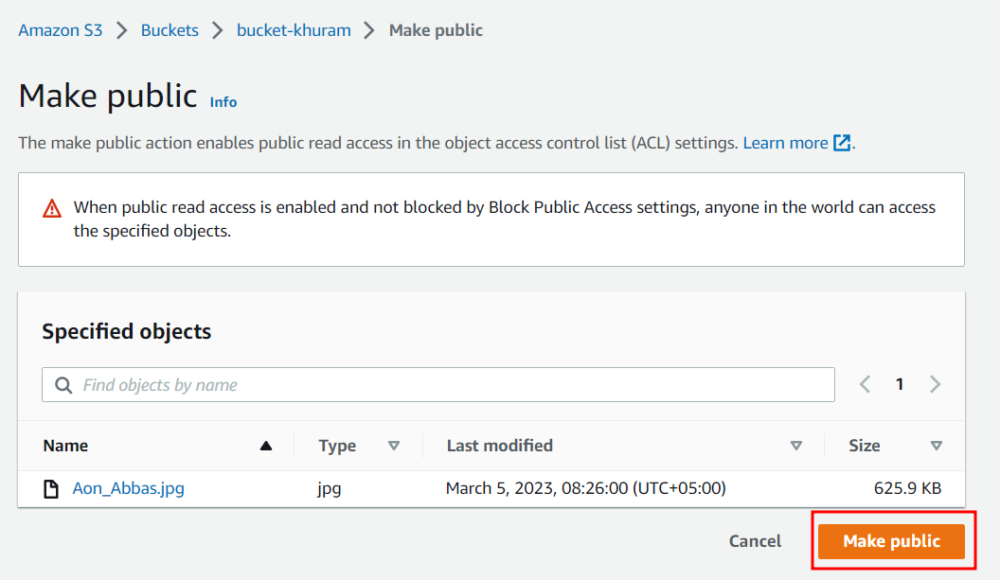 Amazon S3 > Buckets > bucket-khuram > Make public
Make public Info
The make public action enables public read access in the object access control list (ACL) settings. Learn more.
When public read access is enabled and not blocked by Block Public Access settings, anyone in the world can access
the specified objects.
Specified objects
Find objects by name < 1 >
Name Type Last modified Size
Aon_Abbas.jpg jpg March 5, 2023, 08:26:00 (UTC+05:00) 625.9 KB
Cancel Make public